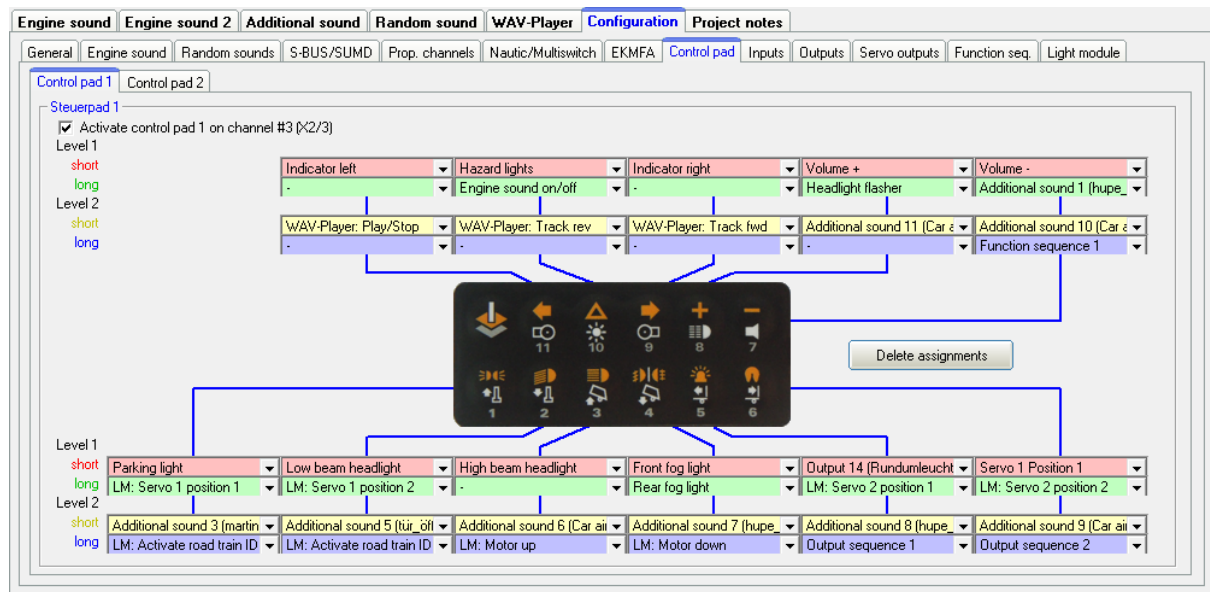 Engine sound Engine sound 2 Additional sound Random sound WAV-Player Configuration Project notes
General Engine sound Random sounds S-BUS/SUMD Prop. channels Nautic/Multiswitch EKMFA Control pad Inputs Outputs Servo outputs Function seq. Light module
Control pad 1 Control pad 2
Steuerpad 1
Activate control pad 1 on channel #3 (X2/3)
Level 1
short Indicator left Hazard lights Indicator right Volume + Volume -
long - Engine sound on/off - Headlight flasher Additional sound 1 (hupe_
Level 2
short WAV-Player: Play/Stop WAV-Player: Track rev WAV-Player: Track fwd Additional sound 11 (Car a Additional sound 10 (Car a
long - - - - Function sequence 1
11 10 9 8 7
Delete assignments
1 2 3 4 5 6
Level 1
short Parking light Low beam headlight High beam headlight Front fog light Output 14 (Rundumleucht Servo 1 Position 1
long LM: Servo 1 position 1 LM: Servo 1 position 2 - Rear fog light LM: Servo 2 position 1 LM: Servo 2 position 2
Level 2
short Additional sound 3 (martin Additional sound 5 (tür_öff Additional sound 6 (Car air Additional sound 7 (hupe_ Additional sound 8 (hupe_ Additional sound 9 (Car air
long LM: Activate road train ID LM: Activate road train ID LM: Motor up LM: Motor down Output sequence 1 Output sequence 2